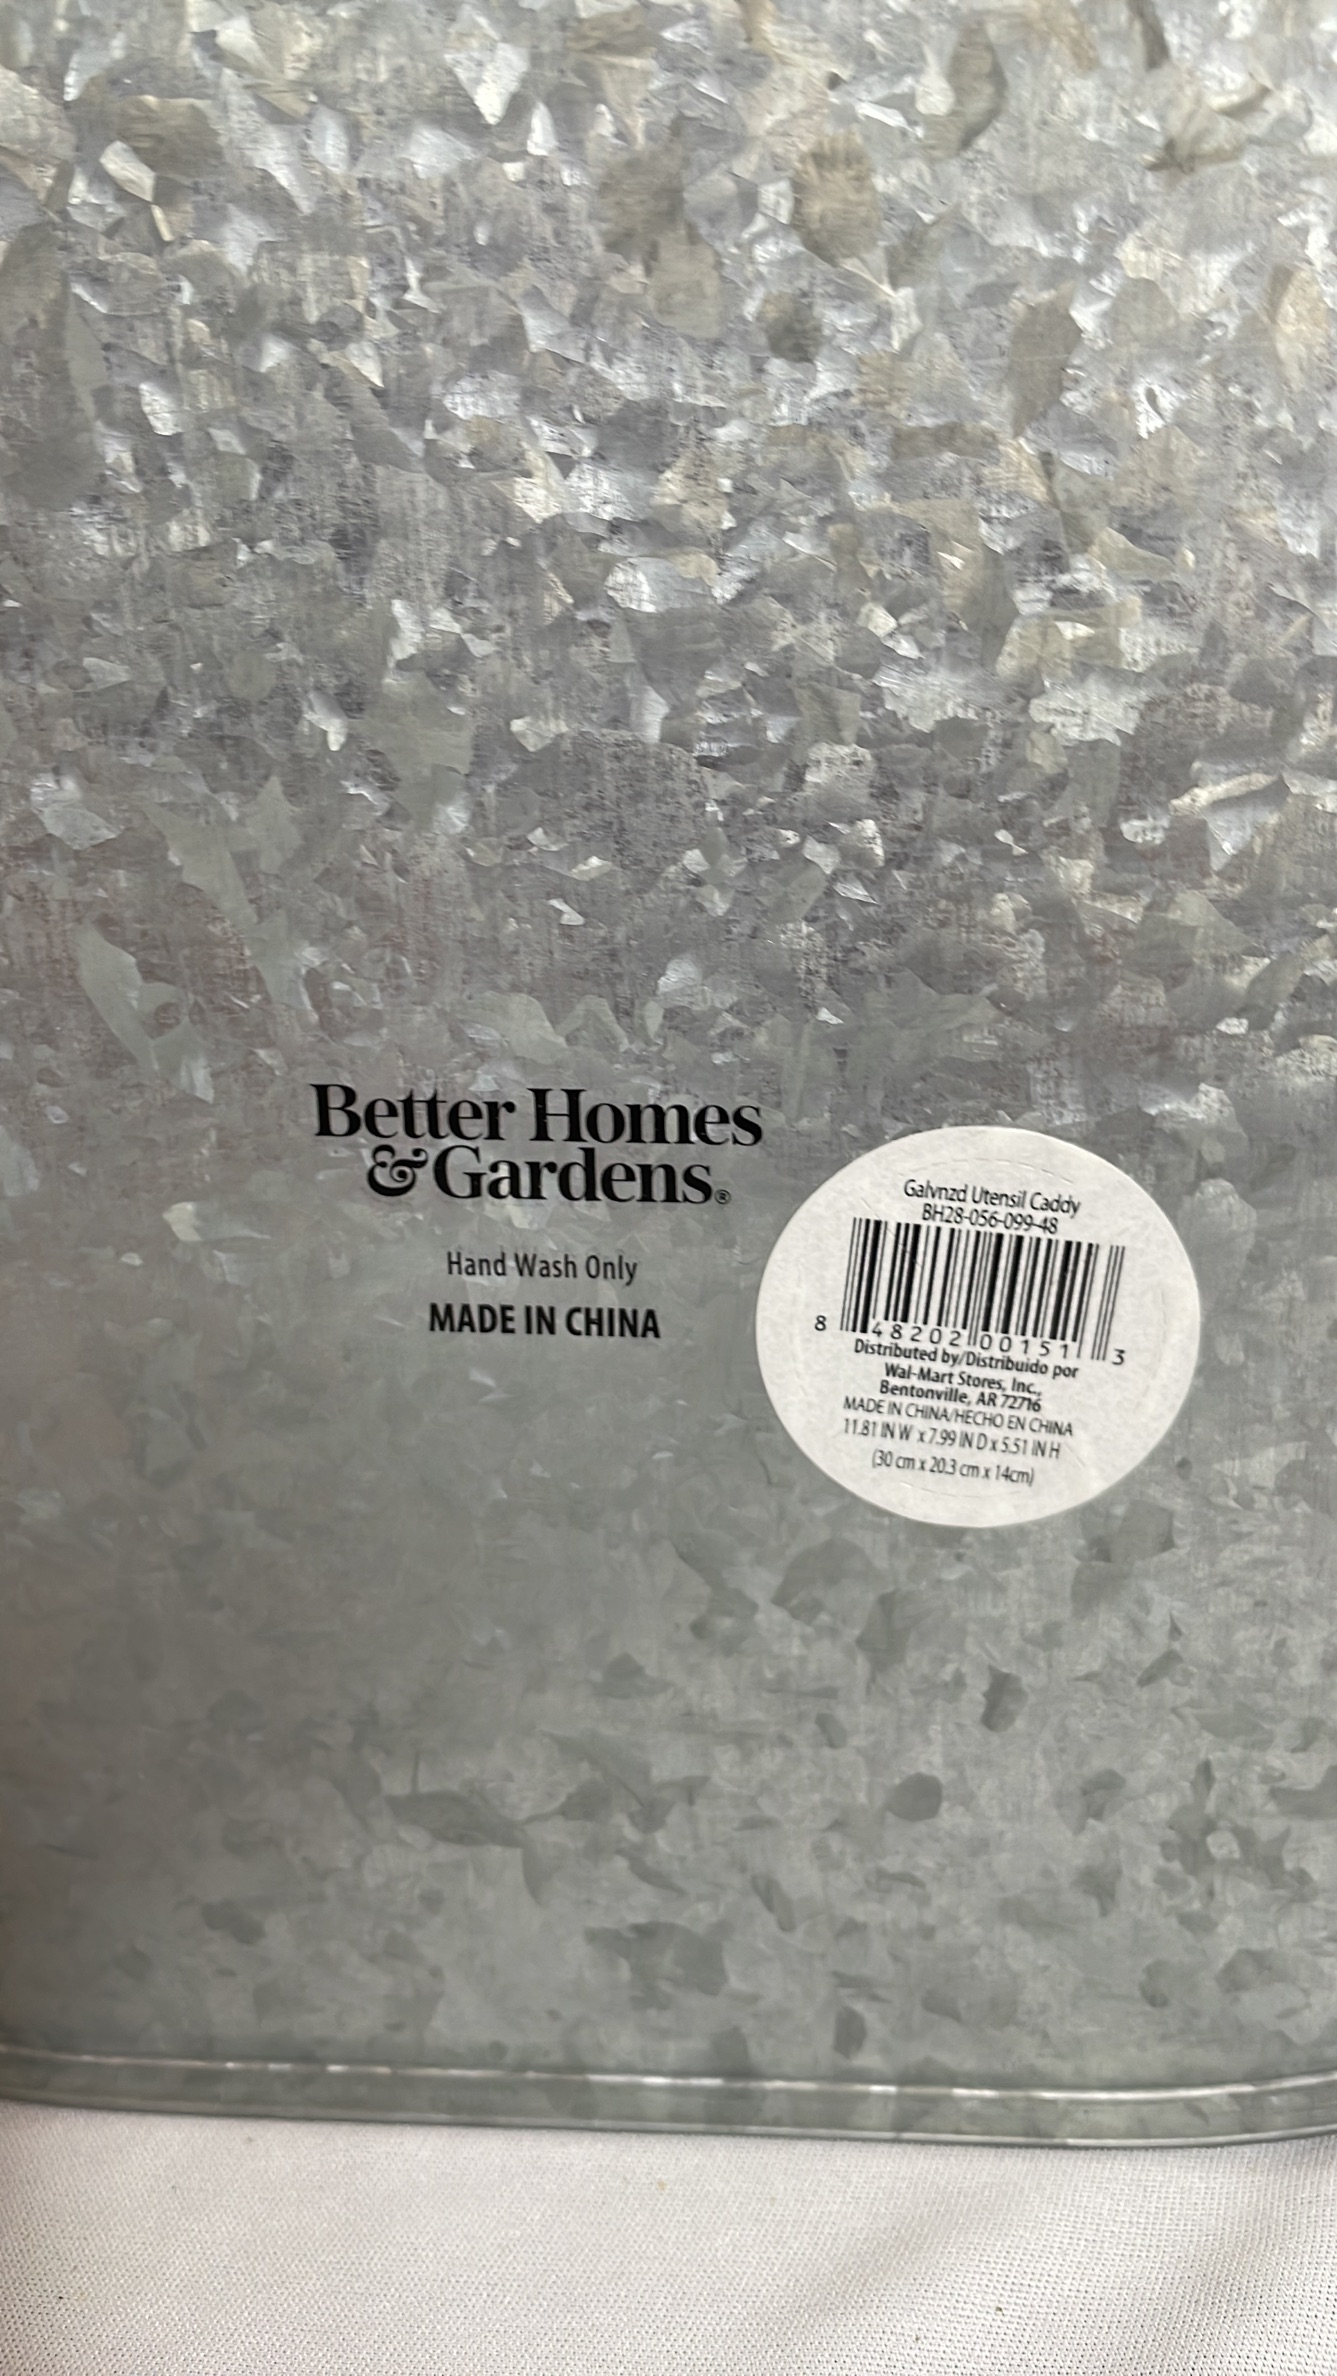 Better Homes
& Gardens®
Hand Wash Only
MADE IN CHINA
Galvnzd Utensil Caddy
BH28-056-099-48
8 48202 00151 3
Distributed by/Distribuido por
Wal-Mart Stores, Inc.,
Bentonville, AR 72716
MADE IN CHINA/HECHO EN CHINA
11.81 IN W x 7.99 IN D x 5.51 IN H
(30 cm x 20.3 cm x 14cm)